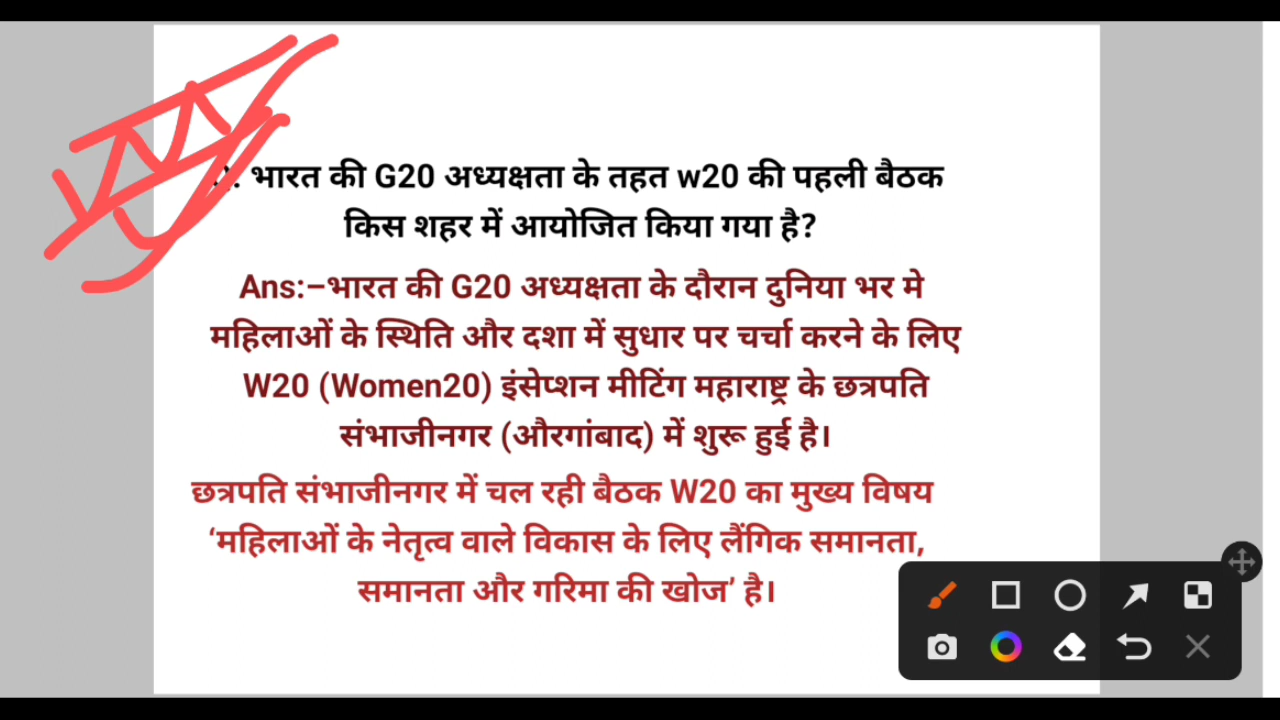 भारत की G20 अध्यक्षता के तहत w20 की पहली बैठक
किस शहर में आयोजित किया गया है?
Ans:–भारत की G20 अध्यक्षता के दौरान दुनिया भर मे
महिलाओं के स्थिति और दशा में सुधार पर चर्चा करने के लिए
W20 (Women20) इंसेप्शन मीटिंग महाराष्ट्र के छत्रपति
संभाजीनगर (औरगांबाद) में शुरू हुई है।
छत्रपति संभाजीनगर में चल रही बैठक W20 का मुख्य विषय
‘महिलाओं के नेतृत्व वाले विकास के लिए लैंगिक समानता,
समानता और गरिमा की खोज’ है।